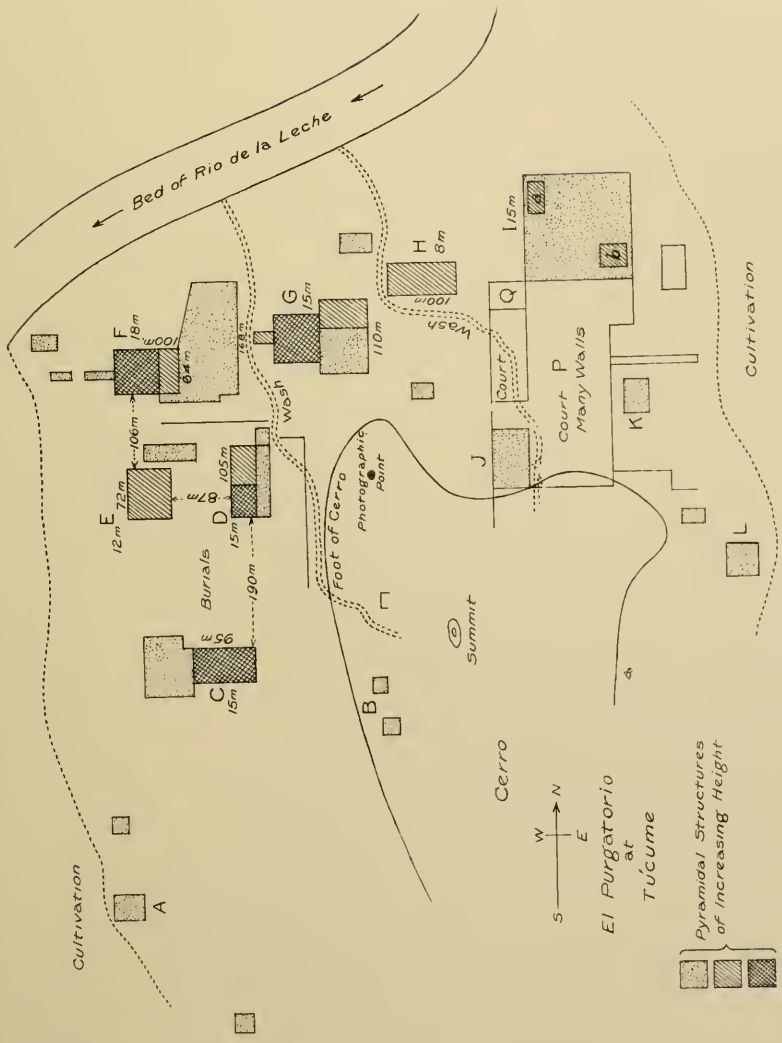 Bed of Rio de la Leche
F
18m
100m
64m
168m
106m
E
72m
12m
87m
105m
D
15m
190m
Burials
95m
C
15m
Wash
G
15m
110m
H
8m
100m
Wash
I 15m
a
b
Q
Court
Court P
Many Walls
J
K
L
Foot of Cerro
Photographic
Point
Summit
B
Cerro
A
Cultivation
Cultivation
S
W
N
E
El Purgatorio
at
Túcume
Pyramidal Structures
of Increasing Height